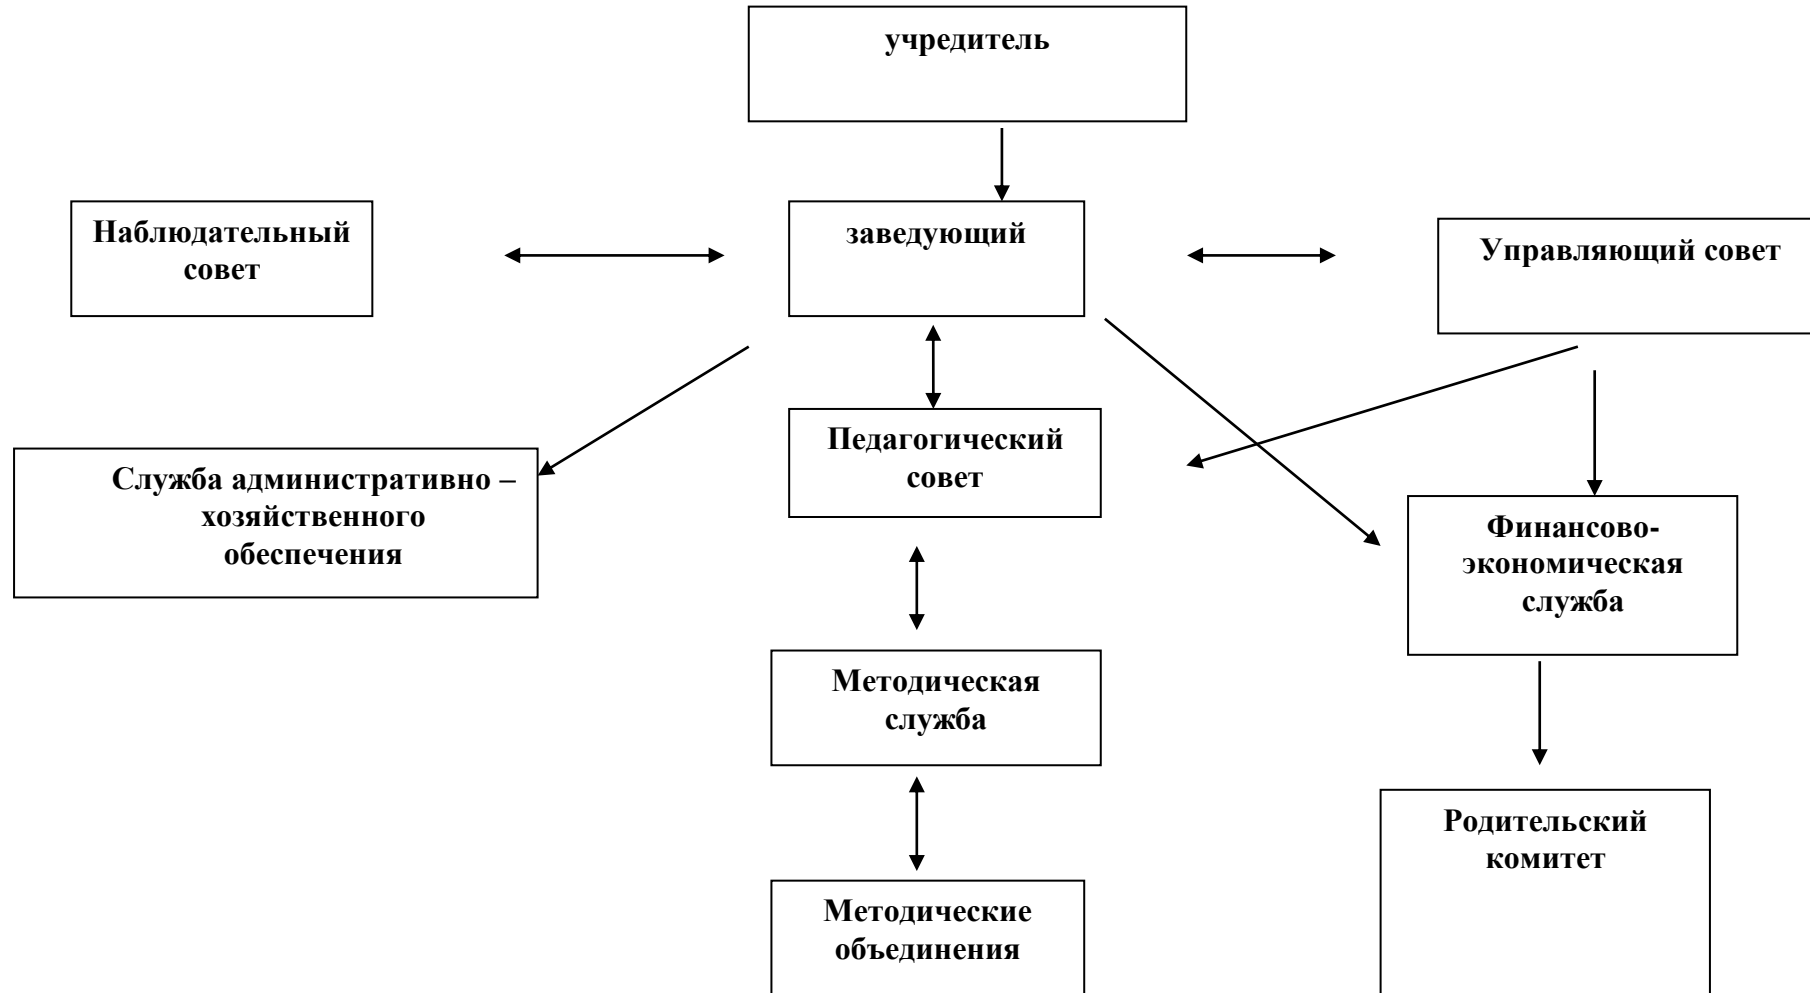 учредитель
Наблюдательный
совет
заведующий
Управляющий совет
Педагогический
совет
Служба административно –
хозяйственного
обеспечения
Финансово-
экономическая
служба
Методическая
служба
Родительский
комитет
Методические
объединения